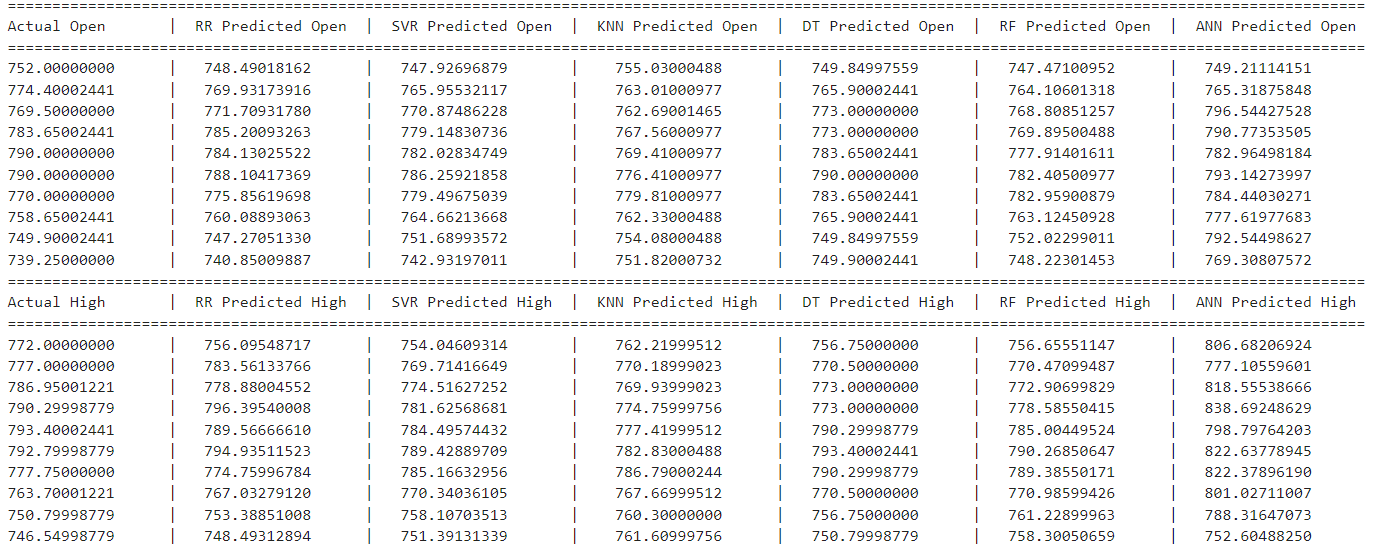 ====================================================================================================================================================
Actual Open | RR Predicted Open | SVR Predicted Open | KNN Predicted Open | DT Predicted Open | RF Predicted Open | ANN Predicted Open
====================================================================================================================================================
752.00000000 | 748.49018162 | 747.92696879 | 755.03000488 | 749.84997559 | 747.47100952 | 749.21114151
774.40002441 | 769.93173916 | 765.95532117 | 763.01000977 | 765.90002441 | 764.10601318 | 765.31875848
769.50000000 | 771.70931780 | 770.87486228 | 762.69001465 | 773.00000000 | 768.80851257 | 796.54427528
783.65002441 | 785.20093263 | 779.14830736 | 767.56000977 | 773.00000000 | 769.89500488 | 790.77353505
790.00000000 | 784.13025522 | 782.02834749 | 769.41000977 | 783.65002441 | 777.91401611 | 782.96498184
790.00000000 | 788.10417369 | 786.25921858 | 776.41000977 | 790.00000000 | 782.40500977 | 793.14273997
770.00000000 | 775.85619698 | 779.49675039 | 779.81000977 | 783.65002441 | 782.95900879 | 784.44030271
758.65002441 | 760.08893063 | 764.66213668 | 762.33000488 | 765.90002441 | 763.12450928 | 777.61977683
749.90002441 | 747.27051330 | 751.68993572 | 754.08000488 | 749.84997559 | 752.02299011 | 792.54498627
739.25000000 | 740.85009887 | 742.93197011 | 751.82000732 | 749.90002441 | 748.22301453 | 769.30807572
====================================================================================================================================================
Actual High | RR Predicted High | SVR Predicted High | KNN Predicted High | DT Predicted High | RF Predicted High | ANN Predicted High
====================================================================================================================================================
772.00000000 | 756.09548717 | 754.04609314 | 762.21999512 | 756.75000000 | 756.65551147 | 806.68206924
777.00000000 | 783.56133766 | 769.71416649 | 770.18999023 | 770.50000000 | 770.47099487 | 777.10559601
786.95001221 | 778.88004552 | 774.51627252 | 769.93999023 | 773.00000000 | 772.90699829 | 818.55538666
790.29998779 | 796.39540008 | 781.62568681 | 774.75999756 | 773.00000000 | 778.58550415 | 838.69248629
793.40002441 | 789.56666610 | 784.49574432 | 777.41999512 | 790.29998779 | 785.00449524 | 798.79764203
792.79998779 | 794.93511523 | 789.42889709 | 782.83000488 | 793.40002441 | 790.26850647 | 822.63778945
777.75000000 | 774.75996784 | 785.16632956 | 786.79000244 | 790.29998779 | 789.38550171 | 822.37896190
763.70001221 | 767.03279120 | 770.34036105 | 767.66999512 | 770.50000000 | 770.98599426 | 801.02711007
750.79998779 | 753.38851008 | 758.10703513 | 760.30000000 | 756.75000000 | 761.22899963 | 788.31647073
746.54998779 | 748.49312894 | 751.39131339 | 761.60999756 | 750.79998779 | 758.30050659 | 752.60488250